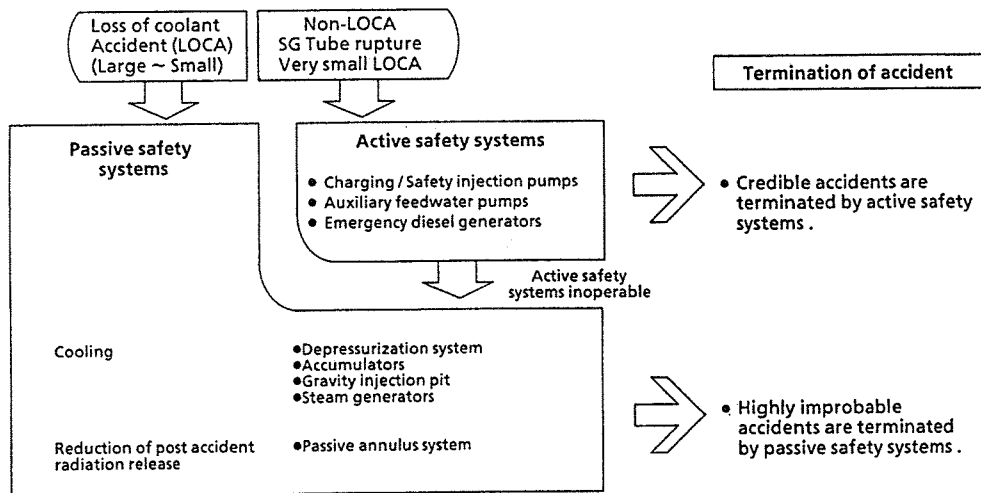 Loss of coolant
Accident (LOCA)
(Large ~ Small)
Non-LOCA
SG Tube rupture
Very small LOCA
Termination of accident
Passive safety
systems
Active safety systems
● Charging / Safety injection pumps
● Auxiliary feedwater pumps
● Emergency diesel generators
● Credible accidents are
terminated by active safety
systems .
Active safety
systems inoperable
Cooling
●Depressurization system
●Accumulators
●Gravity injection pit
●Steam generators
Reduction of post accident
radiation release
●Passive annulus system
● Highly improbable
accidents are terminated
by passive safety systems .